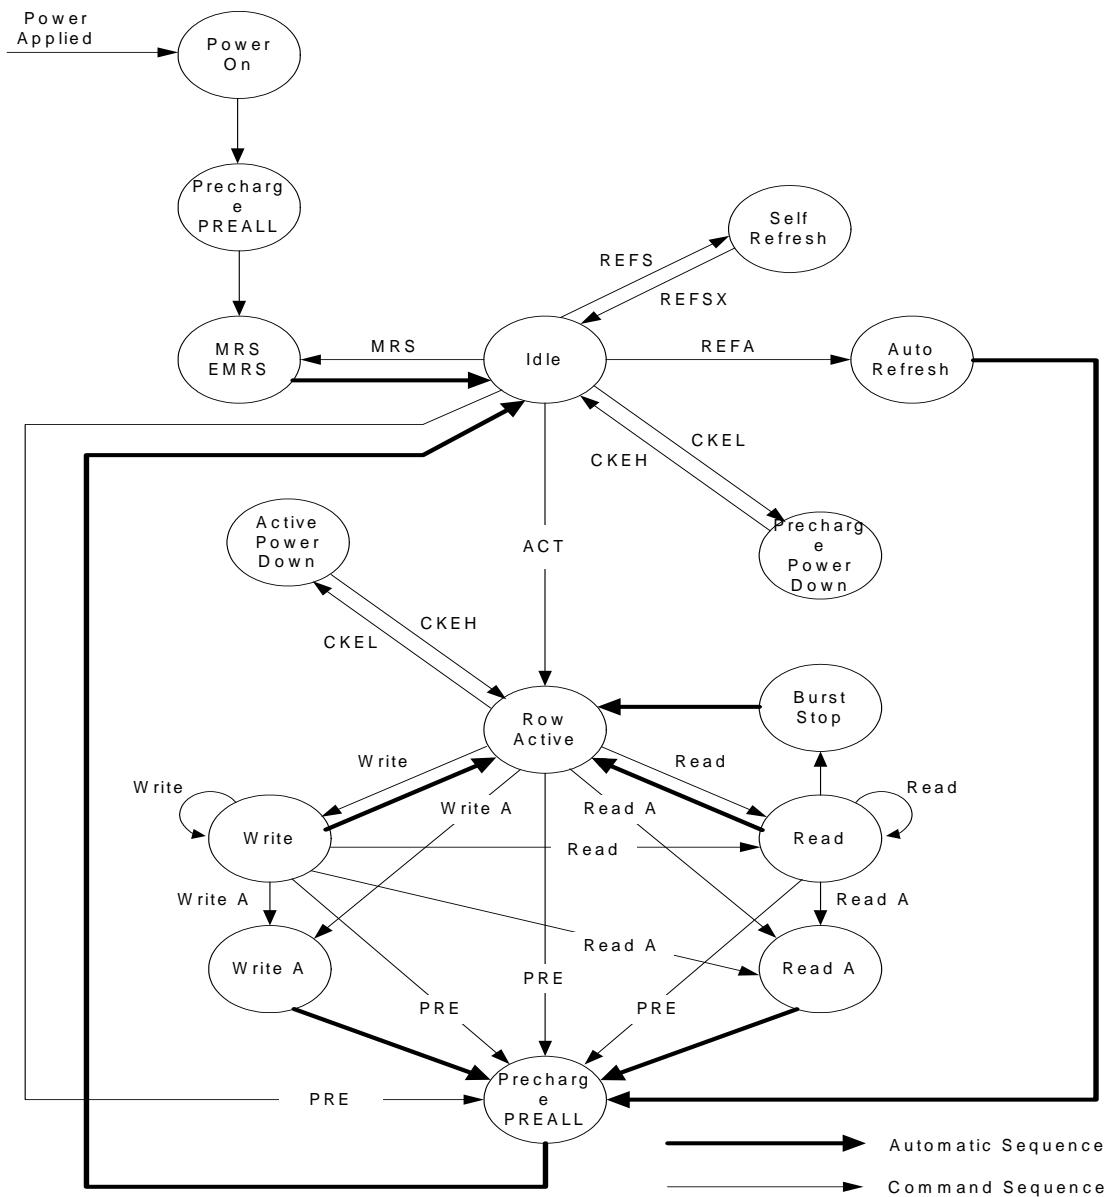 Power
Applied
Power
On
Precharg
e
PREALL
Self
Refresh
REFS
REFSX
MRS
EMRS
MRS
Idle
REFA
Auto
Refresh
CKEL
CKEH
Active
Power
Down
ACT
Precharg
e
Power
Down
CKEH
CKEL
Burst
Stop
Row
Active
Write
Read
Write
Write A
Read A
Read
Write
Read
Read
Write A
Read A
Read A
Write A
Read A
PRE
PRE
PRE
Precharg
e
PREALL
PRE
Automatic Sequence
Command Sequence